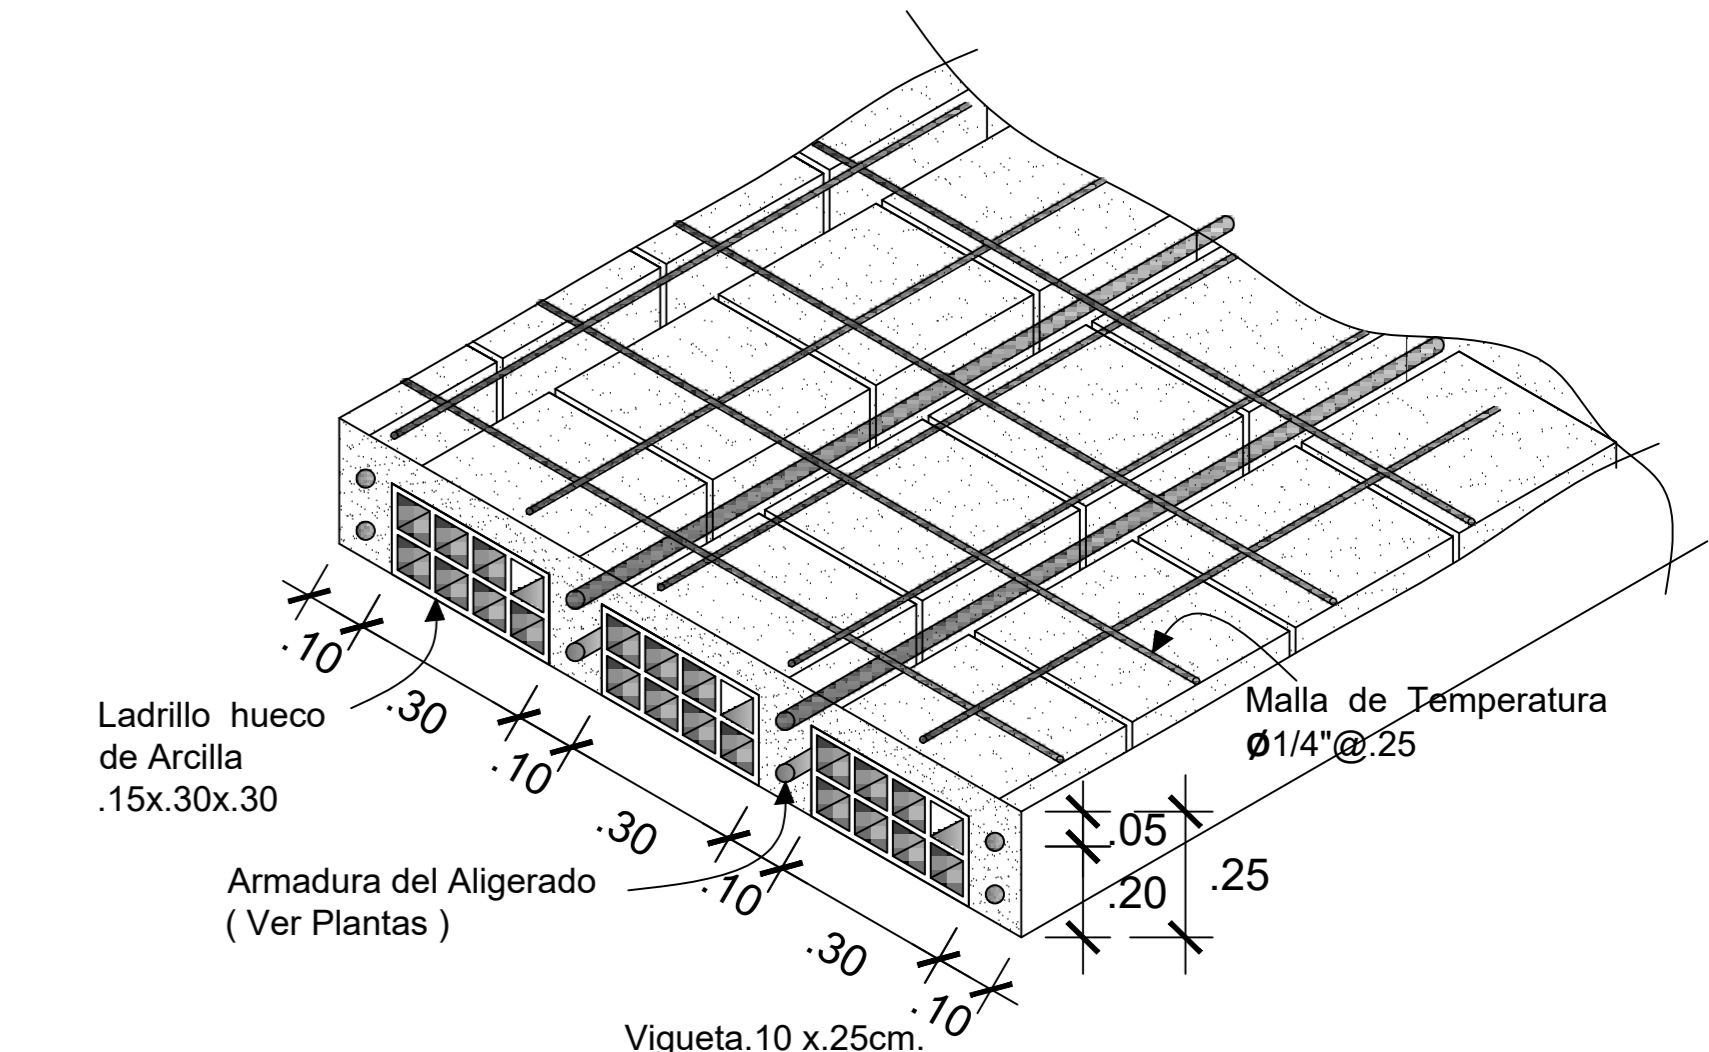 .10
.30
.10
.30
.10
.30
.10
Ladrillo hueco
de Arcilla
.15x.30x.30
Armadura del Aligerado
( Ver Plantas )
Malla de Temperatura
Ø1/4"@.25
.05
.20
.25
Vigueta.10 x.25cm.